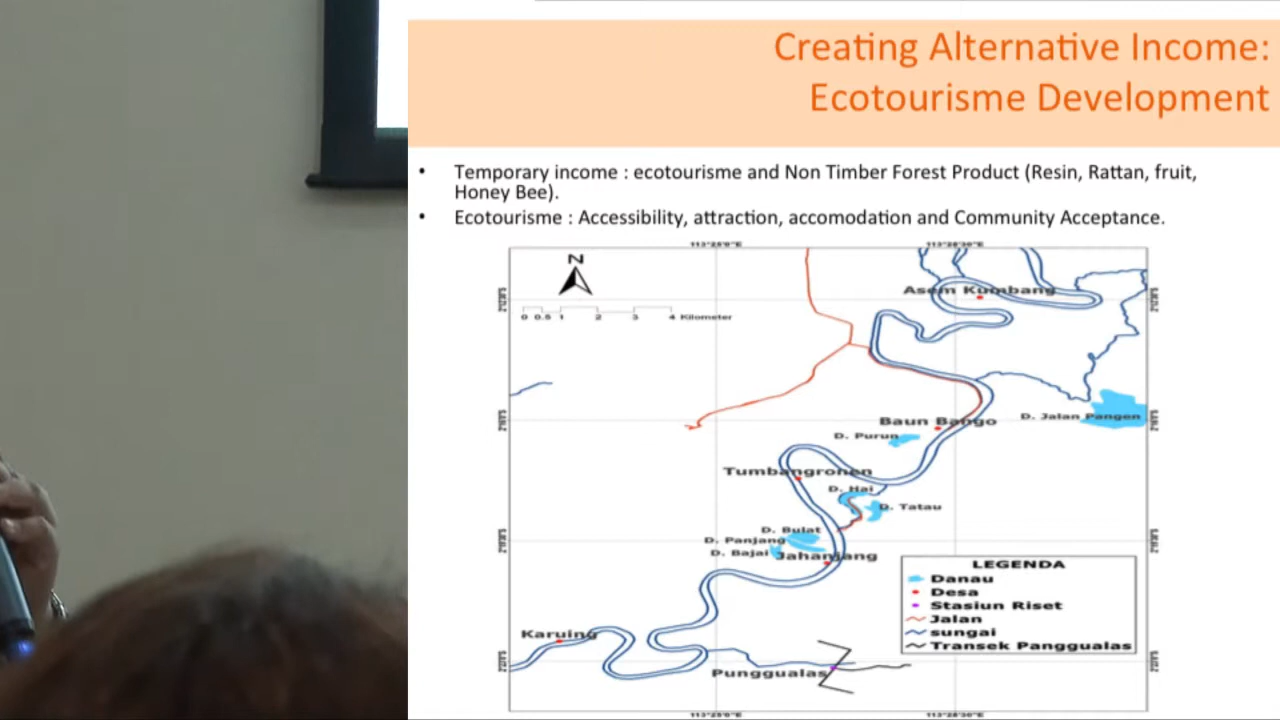 Creating Alternative Income:
Ecotourisme Development
• Temporary income : ecotourisme and Non Timber Forest Product (Resin, Rattan, fruit,
Honey Bee).
• Ecotourisme : Accessibility, attraction, accomodation and Community Acceptance.
N
0 0.5 1 2 3 4 Kilometer
Asem Kumbang
D. Jalan Pangen
Baun Bango
D. Purun
Tumbangronen
D. Hai
D. Tatau
D. Bulat
D. Panjang
D. Bajai
Jahanjang
Karuing
Punggualas
LEGENDA
Danau
Desa
Stasiun Riset
Jalan
sungai
Transek Panggualas